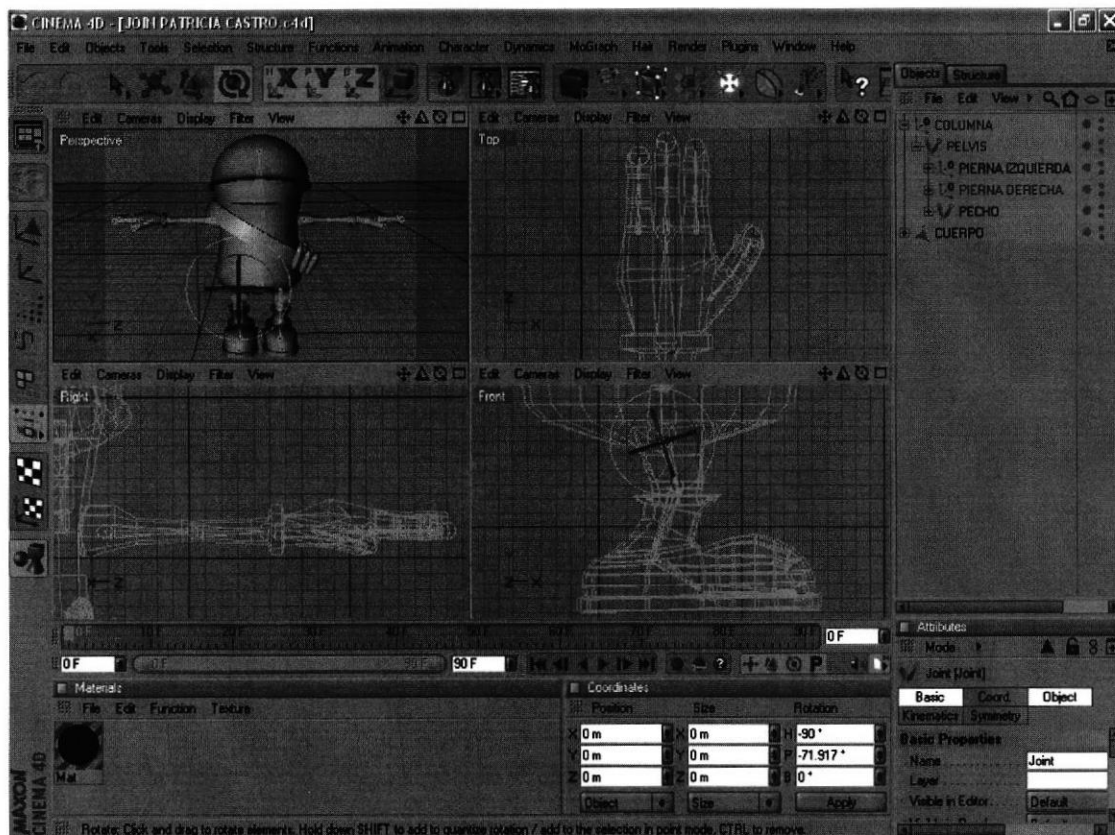 CINEMA 4D - [JOIN PATRICIA CASTRO.c4d]
File Edit Objects Tools Selection Structure Functions Animation Character Dynamics MoGraph Hair Render Plugins Window Help
Objects Structure
File Edit View
COLUMNA
PELVIS
PIERNA IZQUIERDA
PIERNA DERECHA
PECHO
CUERPO
Edit Cameras Display Filter View
Perspective
Edit Cameras Display Filter View
Top
Edit Cameras Display Filter View
Right
Edit Cameras Display Filter View
Front
0 F
0 F 0 F 90 F 90 F
Materials
File Edit Function Texture
Mat
Coordinates
Position Size Rotation
X 0 m X 0 m H -90 °
Y 0 m Y 0 m P -71.917 °
Z 0 m Z 0 m B 0 °
Object Size Apply
Attributes
Mode
Joint [Joint]
Basic Coord. Object
Kinematics Symmetry
Basic Properties
Name Joint
Layer
Visible in Editor Default
MAXON
CINEMA 4D
Rotate: Click and drag to rotate elements. Hold down SHIFT to add to quantize rotation / add to the selection in point mode, CTRL to remove.